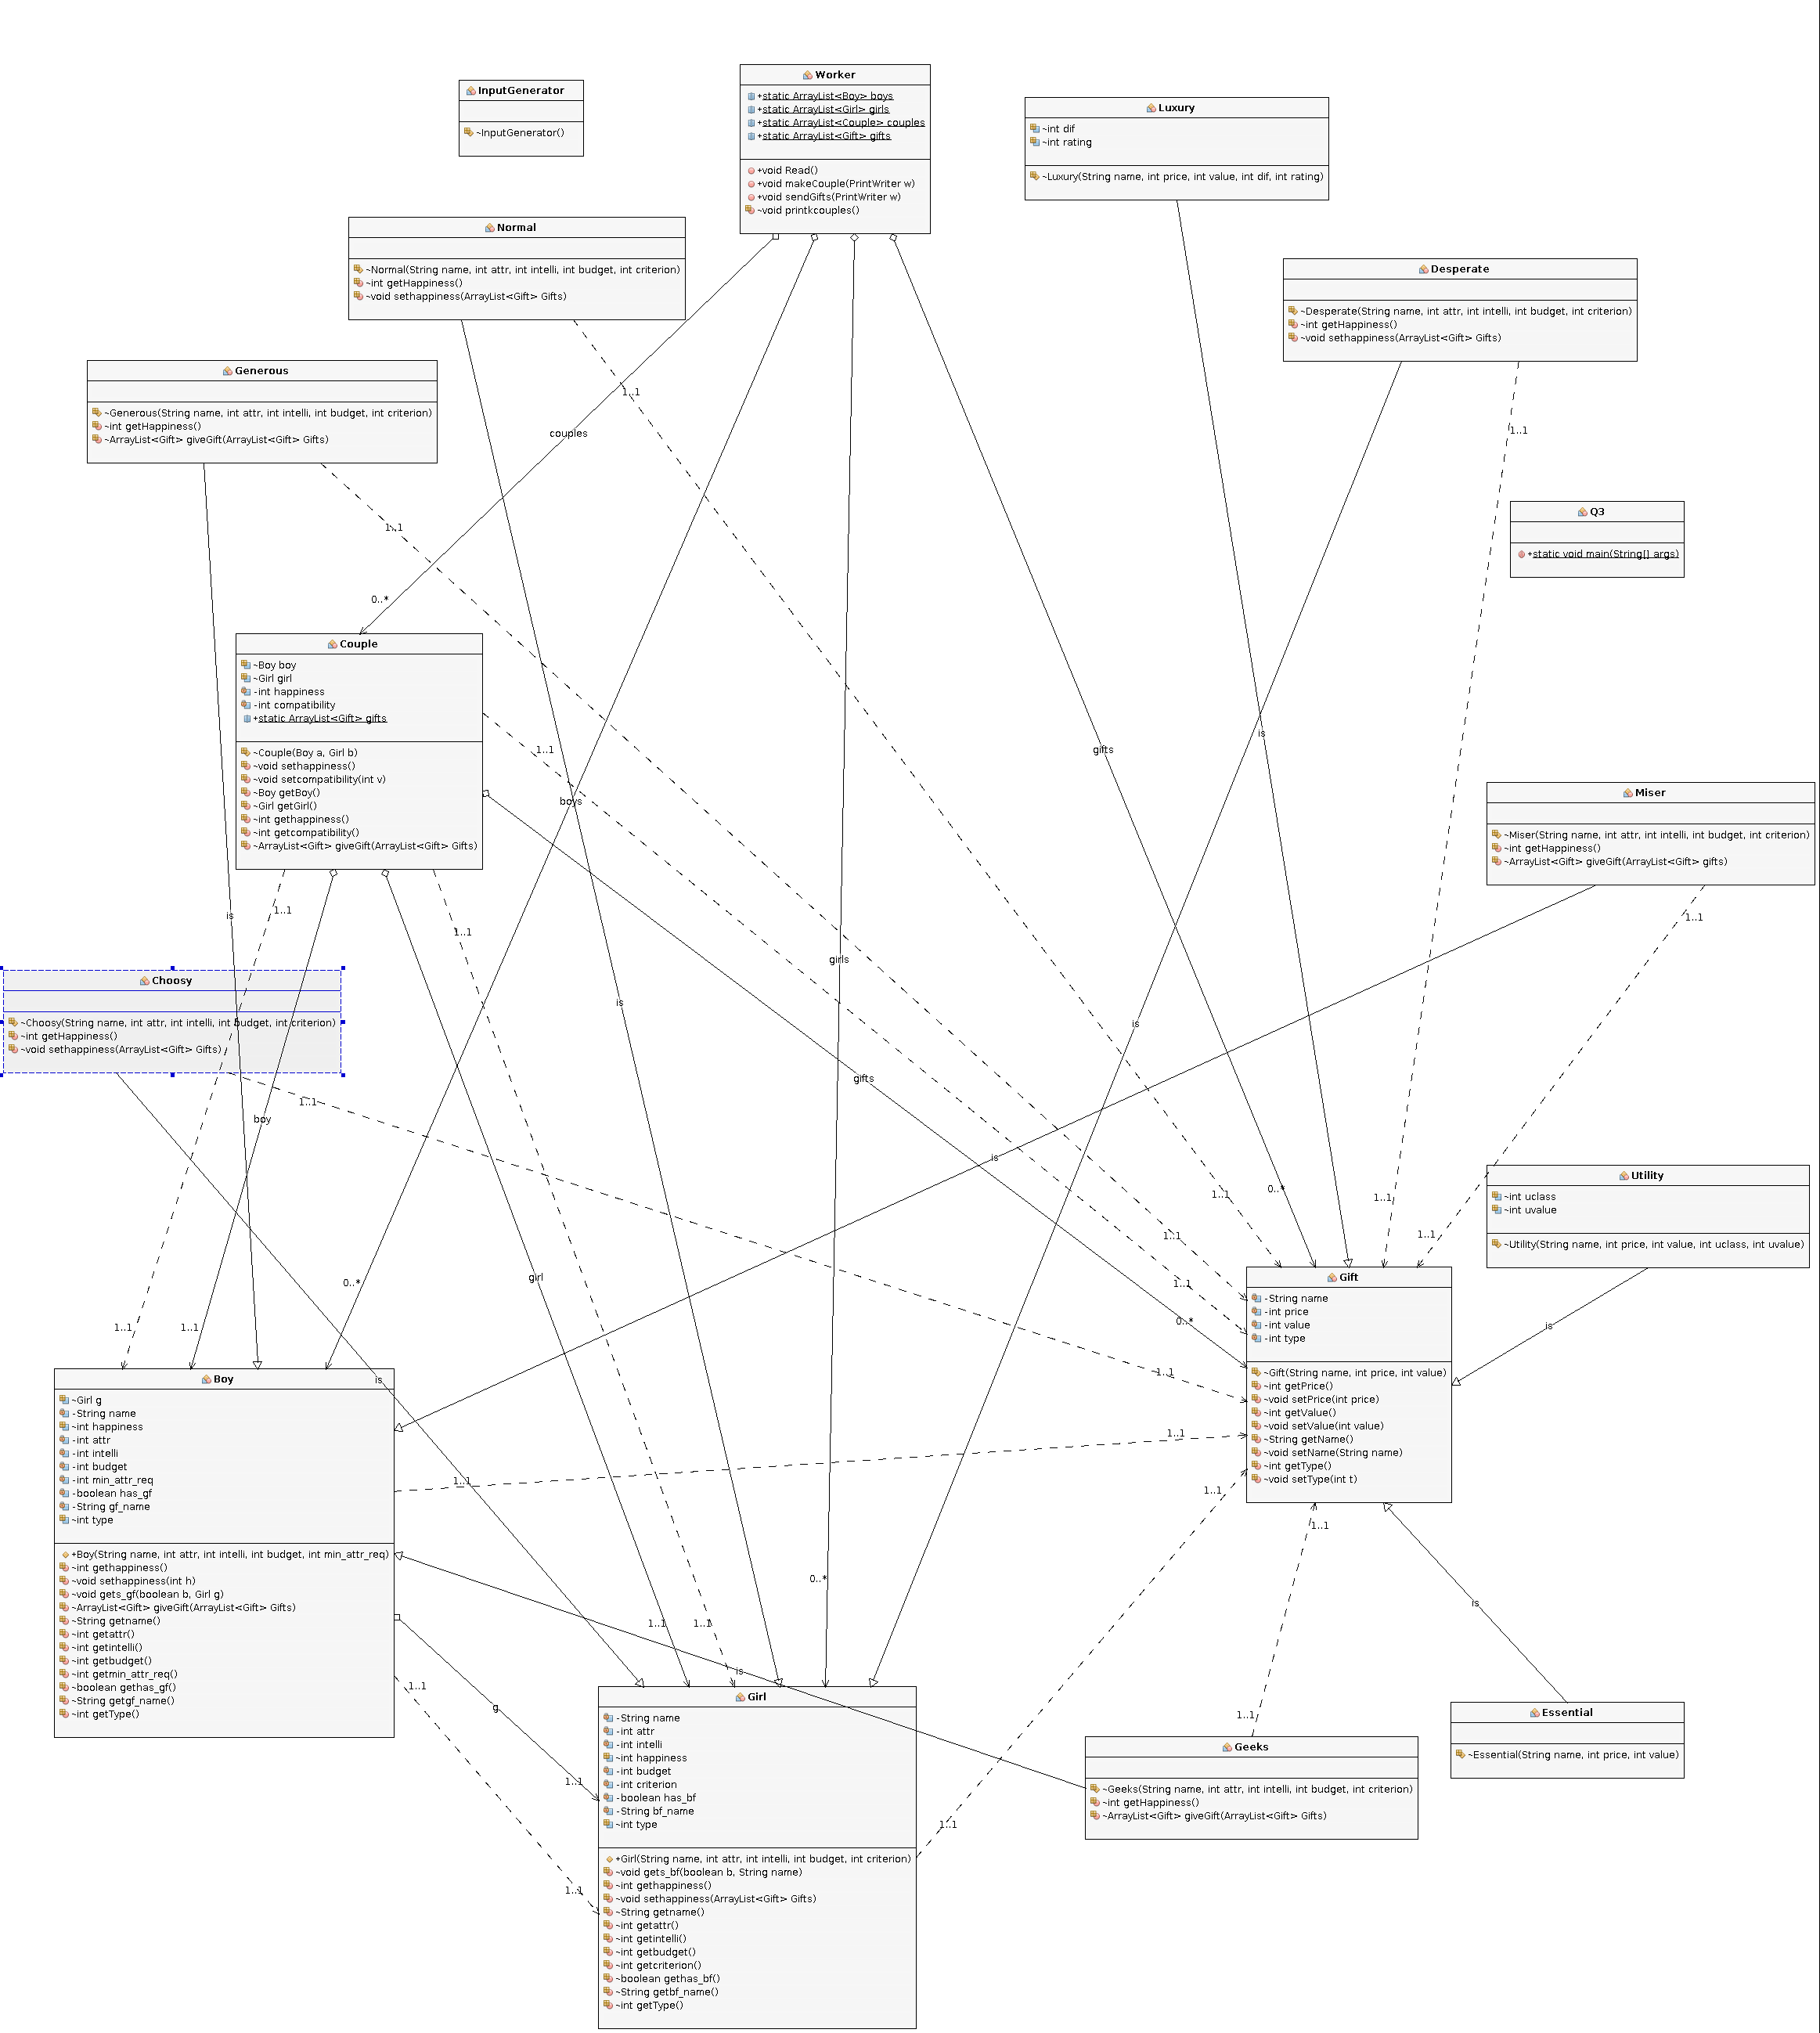 InputGenerator
~InputGenerator()
Worker
+static ArrayList<Boy> boys
+static ArrayList<Girl> girls
+static ArrayList<Couple> couples
+static ArrayList<Gift> gifts
+void Read()
+void makeCouple(PrintWriter w)
+void sendGifts(PrintWriter w)
~void printkcouples()
Luxury
~int dif
~int rating
~Luxury(String name, int price, int value, int dif, int rating)
Normal
~Normal(String name, int attr, int intelli, int budget, int criterion)
~int getHappiness()
~void sethappiness(ArrayList<Gift> Gifts)
Desperate
~Desperate(String name, int attr, int intelli, int budget, int criterion)
~int getHappiness()
~void sethappiness(ArrayList<Gift> Gifts)
Generous
~Generous(String name, int attr, int intelli, int budget, int criterion)
~int getHappiness()
~ArrayList<Gift> giveGift(ArrayList<Gift> Gifts)
1..1
couples
1..1
1..1
Q3
+static void main(String[] args)
0..*
Couple
~Boy boy
~Girl girl
-int happiness
-int compatibility
+static ArrayList<Gift> gifts
~Couple(Boy a, Girl b)
~void sethappiness()
~void setcompatibility(int v)
~Boy getBoy()
~Girl getGirl()
~int gethappiness()
~int getcompatibility()
~ArrayList<Gift> giveGift(ArrayList<Gift> Gifts)
1..1
gifts
is
boys
Miser
~Miser(String name, int attr, int intelli, int budget, int criterion)
~int getHappiness()
~ArrayList<Gift> giveGift(ArrayList<Gift> gifts)
is
1..1
1..1
1..1
girls
Choosy
~Choosy(String name, int attr, int intelli, int budget, int criterion)
~int getHappiness()
~void sethappiness(ArrayList<Gift> Gifts)
is
is
gifts
1..1
boy
is
Utility
~int uclass
~int uvalue
~Utility(String name, int price, int value, int uclass, int uvalue)
1..1
0..*
1..1
1..1
1..1
girl
0..*
1..1
0..*
1..1
1..1
is
is
1..1
Gift
-String name
-int price
-int value
-int type
~Gift(String name, int price, int value)
~int getPrice()
~void setPrice(int price)
~int getValue()
~void setValue(int value)
~String getName()
~void setName(String name)
~int getType()
~void setType(int t)
Boy
~Girl g
-String name
~int happiness
-int attr
-int intelli
-int budget
-int min_attr_req
-boolean has_gf
-String gf_name
~int type
+Boy(String name, int attr, int intelli, int budget, int min_attr_req)
~int gethappiness()
~void sethappiness(int h)
~void gets_gf(boolean b, Girl g)
~ArrayList<Gift> giveGift(ArrayList<Gift> Gifts)
~String getname()
~int getattr()
~int getintelli()
~int getbudget()
~int getmin_attr_req()
~boolean gethas_gf()
~String getgf_name()
~int getType()
1..1
1..1
1..1
1..1
0..*
is
1..1
1..1
is
1..1
g
1..1
1..1
1..1
1..1
Girl
-String name
-int attr
-int intelli
~int happiness
-int budget
-int criterion
-boolean has_bf
-String bf_name
~int type
+Girl(String name, int attr, int intelli, int budget, int criterion)
~void gets_bf(boolean b, String name)
~int gethappiness()
~void sethappiness(ArrayList<Gift> Gifts)
~String getname()
~int getattr()
~int getintelli()
~int getbudget()
~int getcriterion()
~boolean gethas_bf()
~String getbf_name()
~int getType()
Geeks
~Geeks(String name, int attr, int intelli, int budget, int criterion)
~int getHappiness()
~ArrayList<Gift> giveGift(ArrayList<Gift> Gifts)
Essential
~Essential(String name, int price, int value)